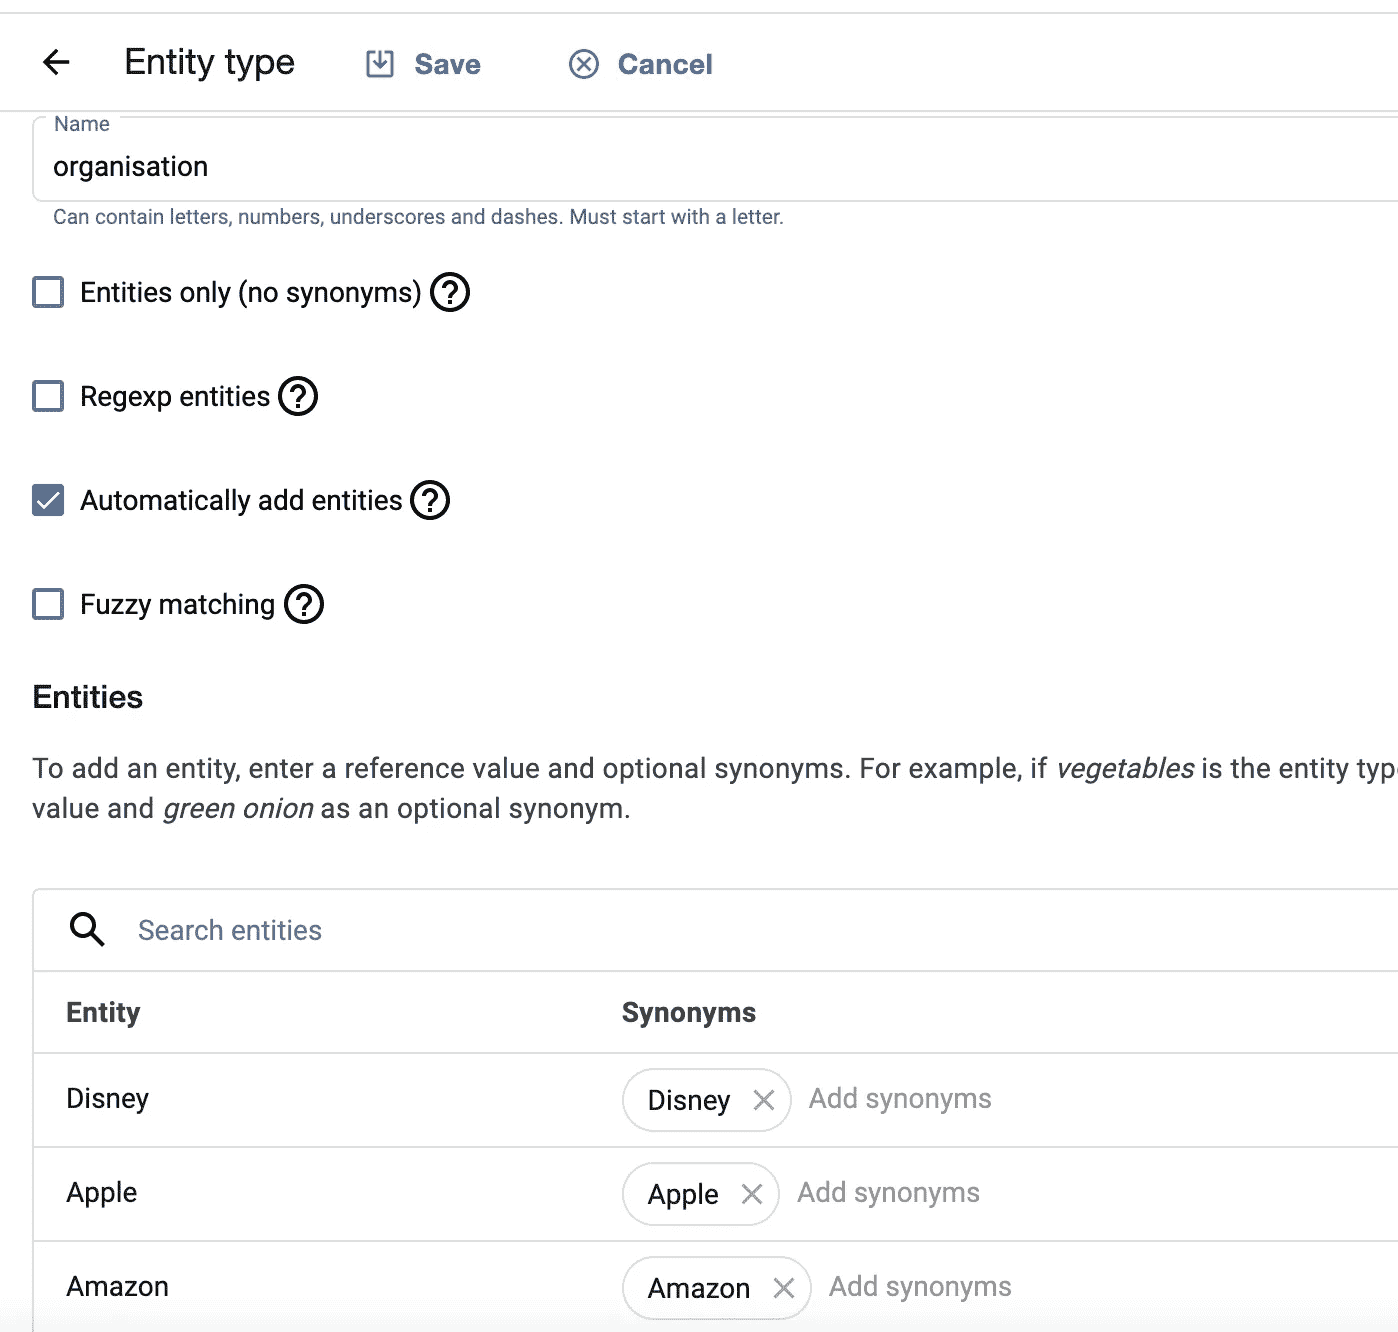 Entity type
Save
Cancel
Name
organisation
Can contain letters, numbers, underscores and dashes. Must start with a letter.
Entities only (no synonyms)
Regexp entities
Automatically add entities
Fuzzy matching
Entities
To add an entity, enter a reference value and optional synonyms. For example, if vegetables is the entity typ
value and green onion as an optional synonym.
Search entities
Entity Synonyms
Disney Disney Add synonyms
Apple Apple Add synonyms
Amazon Amazon Add synonyms